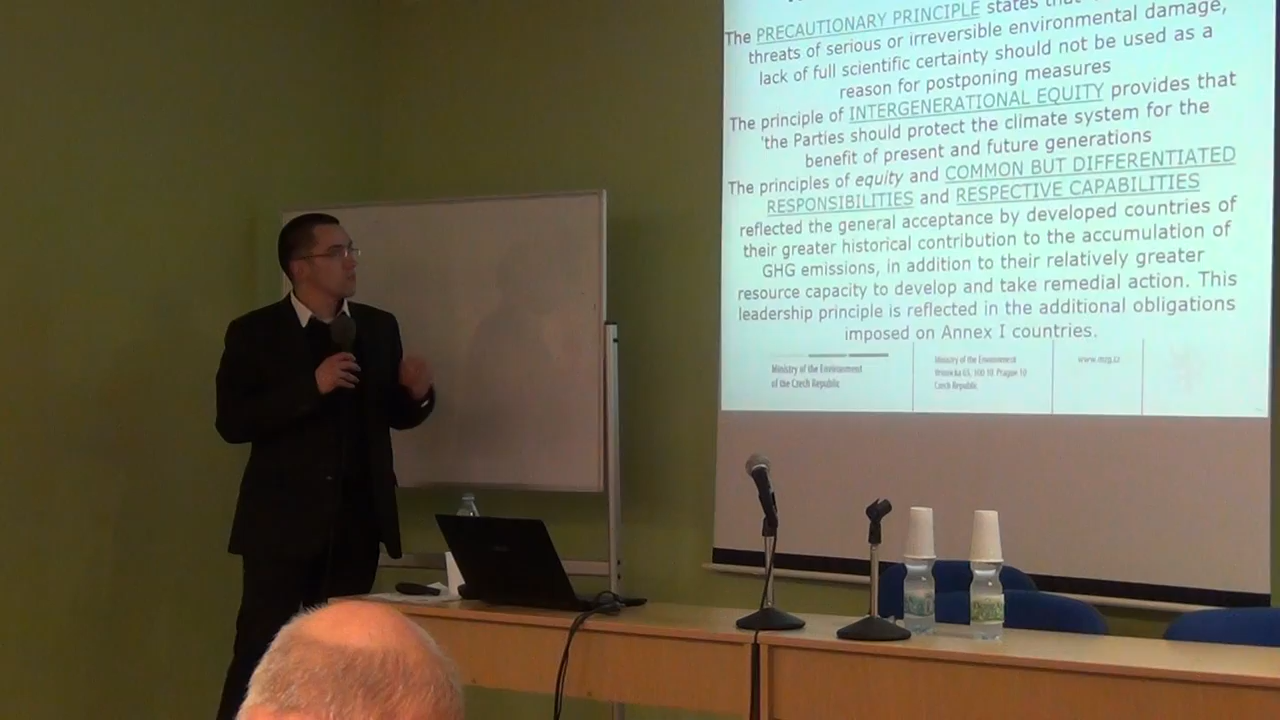 The PRECAUTIONARY PRINCIPLE states that
threats of serious or irreversible environmental damage,
lack of full scientific certainty should not be used as a
reason for postponing measures
The principle of INTERGENERATIONAL EQUITY provides that
'the Parties should protect the climate system for the
benefit of present and future generations
The principles of equity and COMMON BUT DIFFERENTIATED
RESPONSIBILITIES and RESPECTIVE CAPABILITIES
reflected the general acceptance by developed countries of
their greater historical contribution to the accumulation of
GHG emissions, in addition to their relatively greater
resource capacity to develop and take remedial action. This
leadership principle is reflected in the additional obligations
imposed on Annex I countries.
Ministry of the Environment
of the Czech Republic
Ministry of the Environment
65, 100 10 Prague 10
Czech Republic
www.mzp.cz